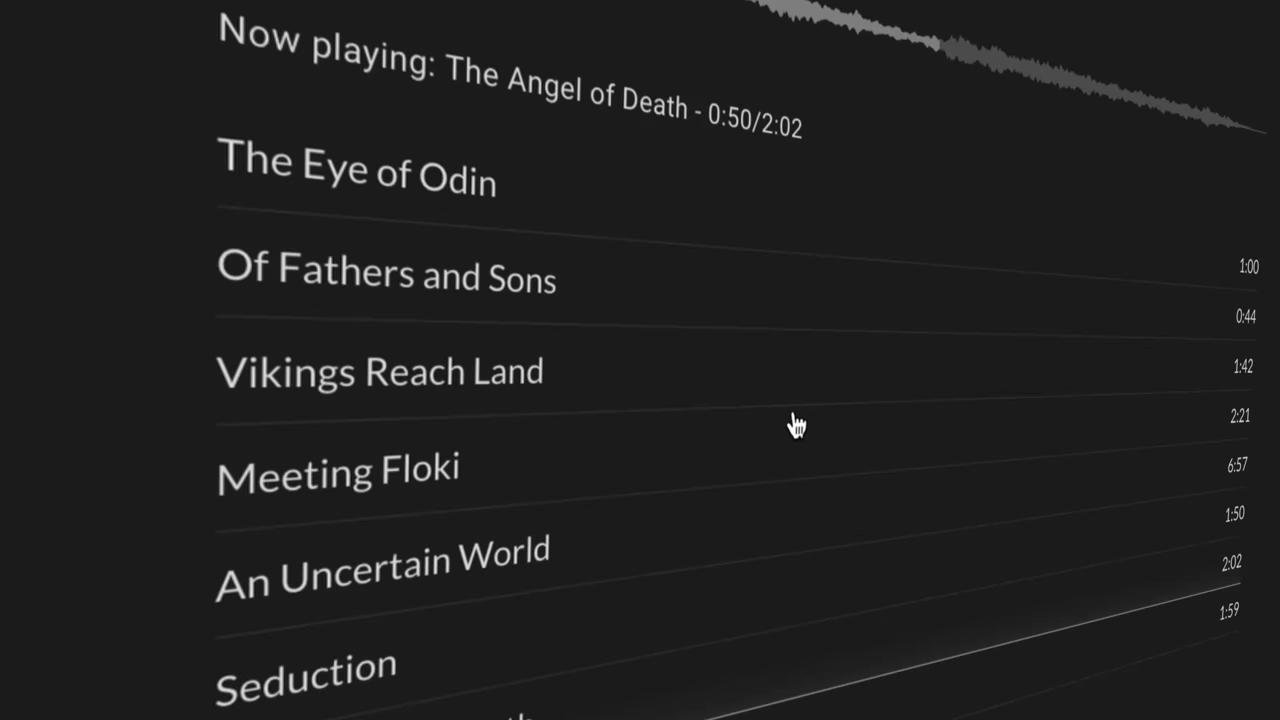 Now playing: The Angel of Death - 0:50/2:02
The Eye of Odin 1:00
Of Fathers and Sons 0:44
Vikings Reach Land 1:42
Meeting Floki 2:21
An Uncertain World 6:57
Seduction 1:50
2:02
1:59